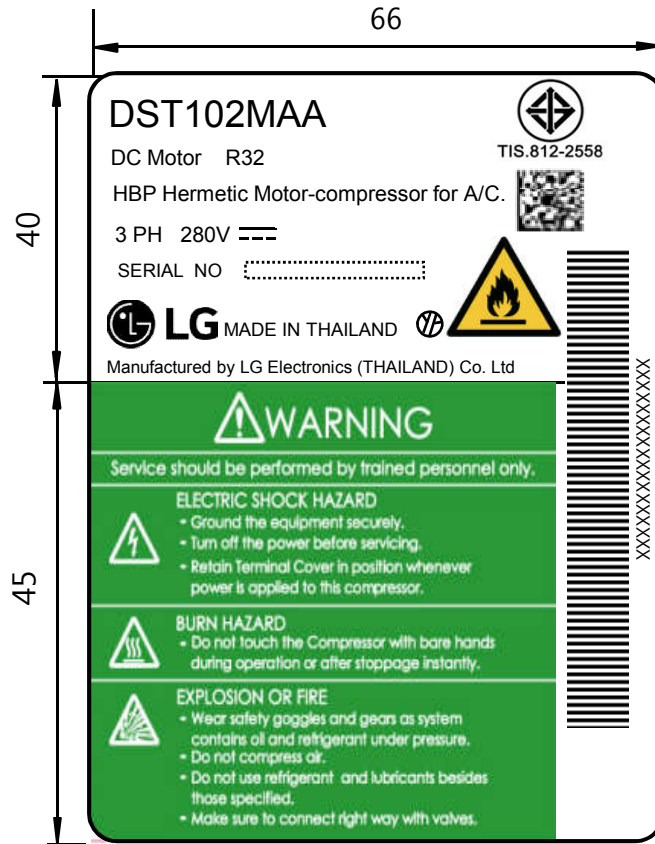 66
40
DST102MAA
TIS.812-2558
DC Motor R32
HBP Hermetic Motor-compressor for A/C.
3 PH 280V
SERIAL NO
LG MADE IN THAILAND
Manufactured by LG Electronics (THAILAND) Co. Ltd
XXXXXXXXXXXXXXXXXXXX
45
WARNING
Service should be performed by trained personnel only.
ELECTRIC SHOCK HAZARD
- Ground the equipment securely.
- Turn off the power before servicing.
- Retain Terminal Cover in position whenever
power is applied to this compressor.
BURN HAZARD
- Do not touch the Compressor with bare hands
during operation or after stoppage instantly.
EXPLOSION OR FIRE
- Wear safety goggles and gears as system
contains oil and refrigerant under pressure.
- Do not compress air.
- Do not use refrigerant and lubricants besides
those specified.
- Make sure to connect right way with valves.